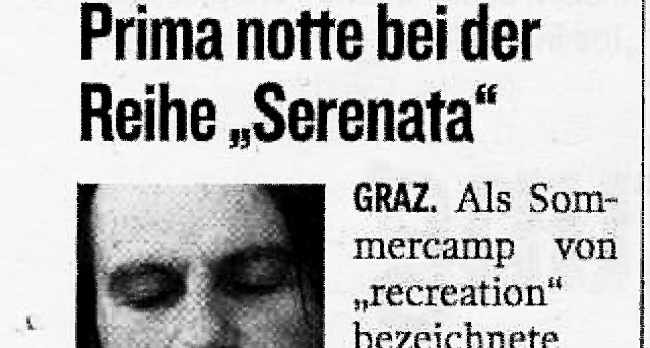 Prima notte bei der
Reihe „Serenata“
GRAZ. Als Som-
mercamp von
„recreation“
bezeichnete